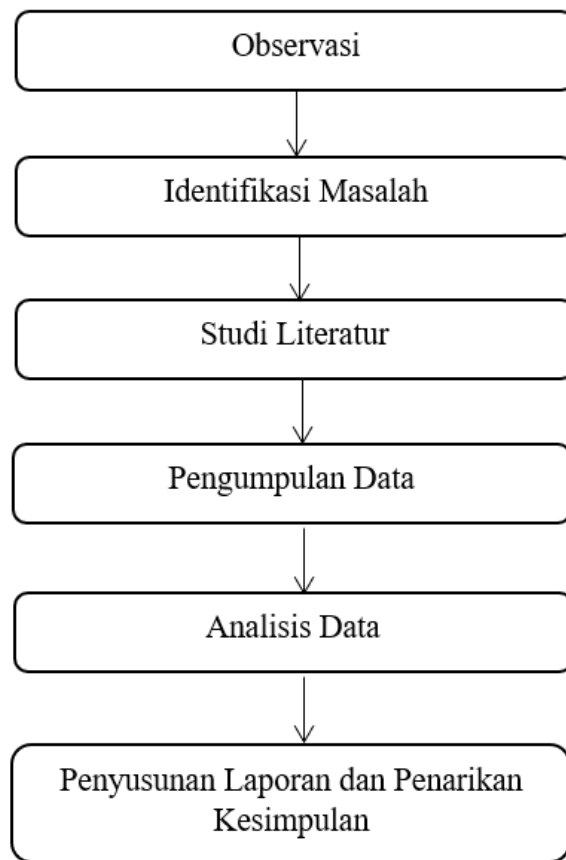 Observasi
Identifikasi Masalah
Studi Literatur
Pengumpulan Data
Analisis Data
Penyusunan Laporan dan Penarikan
Kesimpulan